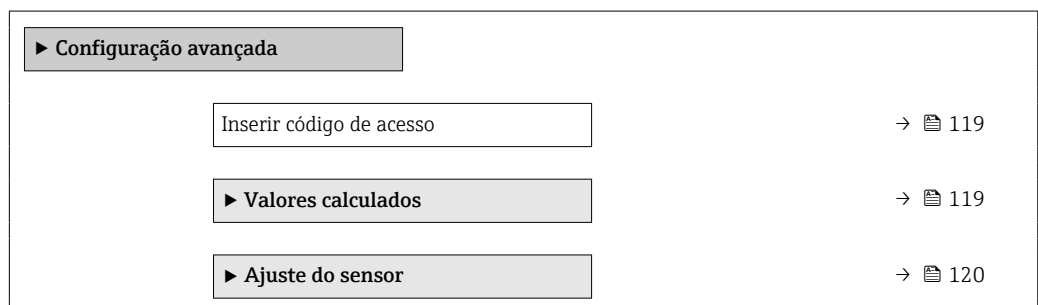 ▶ Configuração avançada
Inserir código de acesso → 119
▶ Valores calculados → 119
▶ Ajuste do sensor → 120